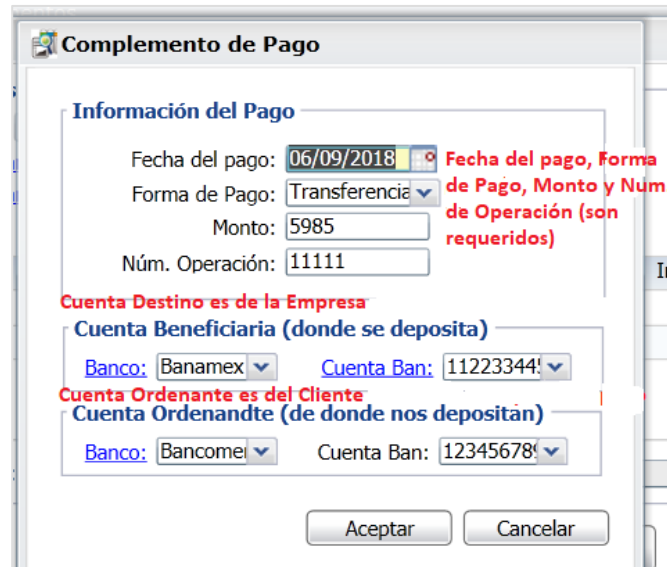 Complemento de Pago
Información del Pago
Fecha del pago: 06/09/2018
Fecha del pago, Forma
Forma de Pago: Transferencia
de Pago, Monto y Num
Monto: 5985
de Operación (son
requeridos)
Núm. Operación: 11111
Cuenta Destino es de la Empresa
Cuenta Beneficiaria (donde se deposita)
Banco: Banamex Cuenta Ban: 11223344
Cuenta Ordenante es del Cliente
Cuenta Ordenandte (de donde nos depositan)
Banco: Bancome Cuenta Ban: 12345678
Aceptar Cancelar